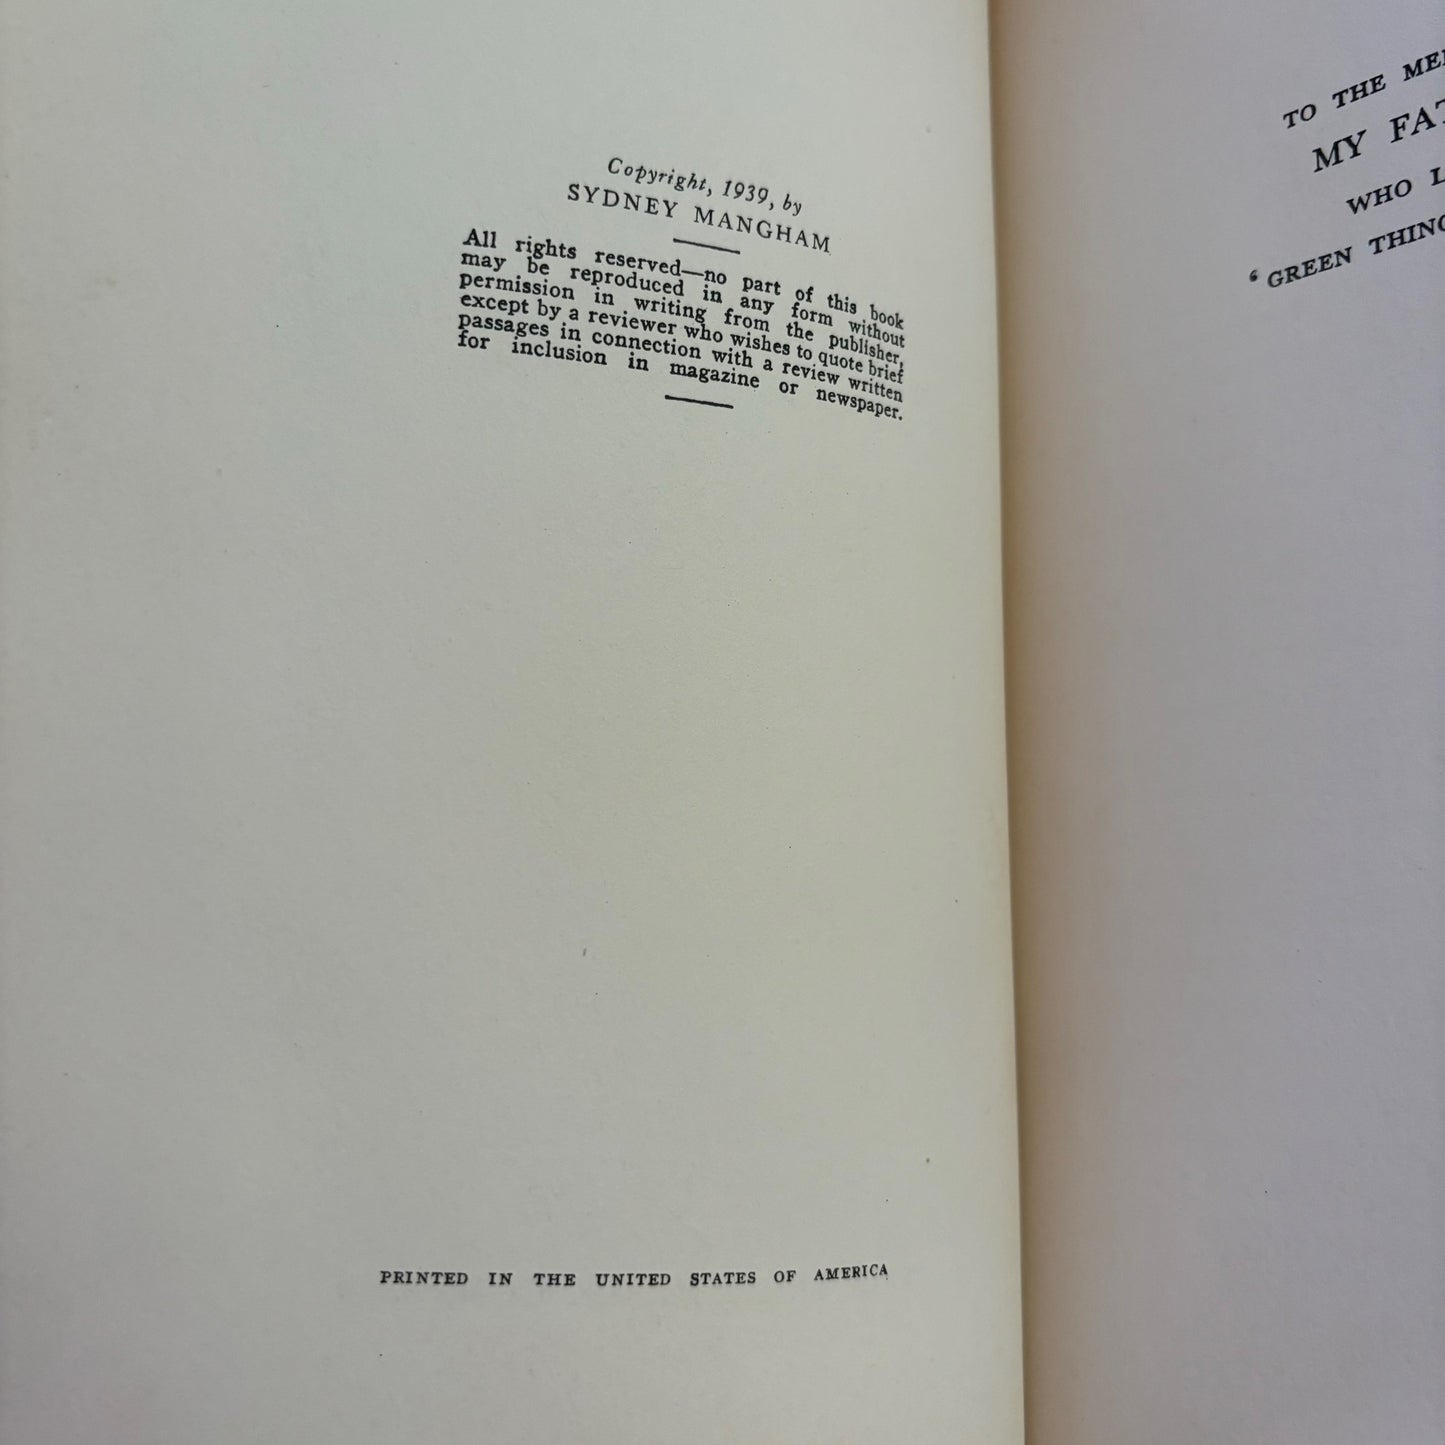 Copyright, 1939, by
SYDNEY MANGHAM
All rights reserved—no part of this book
may be reproduced in any form without
permission in writing from the publisher,
except by a reviewer who wishes to quote brief
passages in connection with a review written
for inclusion in magazine or newspaper.
PRINTED IN THE UNITED STATES OF AMERICA
TO THE
MY
WHO
‘ GREEN